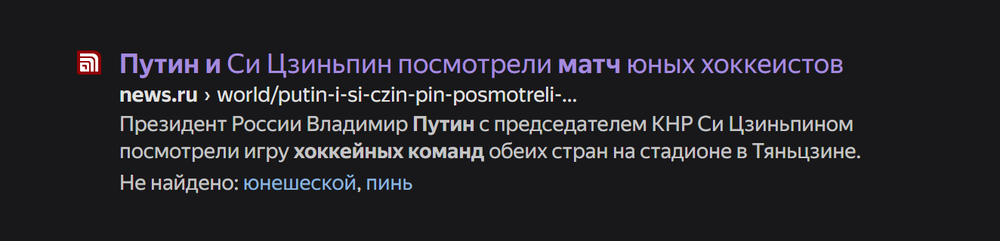 Путин и Си Цзиньпин посмотрели матч юных хоккеистов
news.ru › world/putin-i-si-czin-pin-posmotreli-...
Президент России Владимир Путин с председателем КНР Си Цзиньпином
посмотрели игру хоккейных команд обеих стран на стадионе в Тяньцзине.
Не найдено: юнешеской, пинь